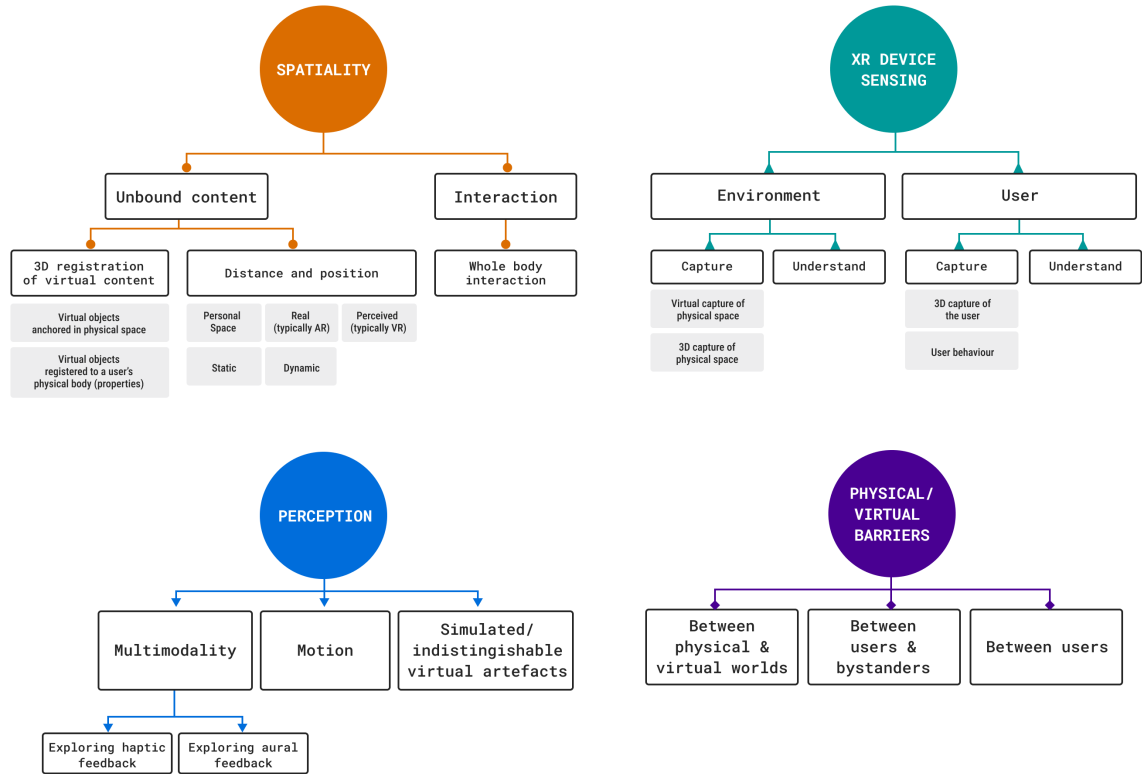 SPATIALITY
Unbound content
Interaction
3D registration
of virtual content
Distance and position
Whole body
interaction
Virtual objects
anchored in physical space
Personal
Space
Real
(typically AR)
Perceived
(typically VR)
Virtual objects
registered to a user's
physical body (properties)
Static
Dynamic
XR DEVICE
SENSING
Environment
User
Capture
Understand
Capture
Understand
Virtual capture of
physical space
3D capture of
the user
3D capture of
physical space
User behaviour
PERCEPTION
Multimodality
Motion
Simulated/
indistingishable
virtual artefacts
Exploring haptic
feedback
Exploring aural
feedback
PHYSICAL/
VIRTUAL
BARRIERS
Between
physical &
virtual worlds
Between
users &
bystanders
Between users